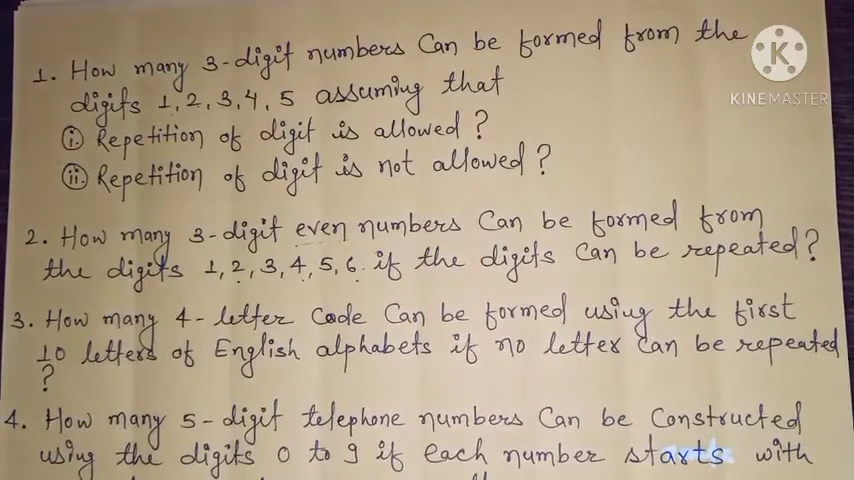 1. How many 3-digit numbers Can be formed from the
digits 1, 2, 3, 4, 5 assuming that
(i). Repetition of digit is allowed?
(ii). Repetition of digit is not allowed?
2. How many 3-digit even numbers Can be formed from
the digits 1, 2, 3, 4, 5, 6 if the digits Can be repeated?
3. How many 4-letter Code Can be formed using the first
10 letters of English alphabets if no letter Can be repeated
?
4. How many 5-digit telephone numbers Can be Constructed
using the digits 0 to 9 if each number starts with
K
KINEMASTER